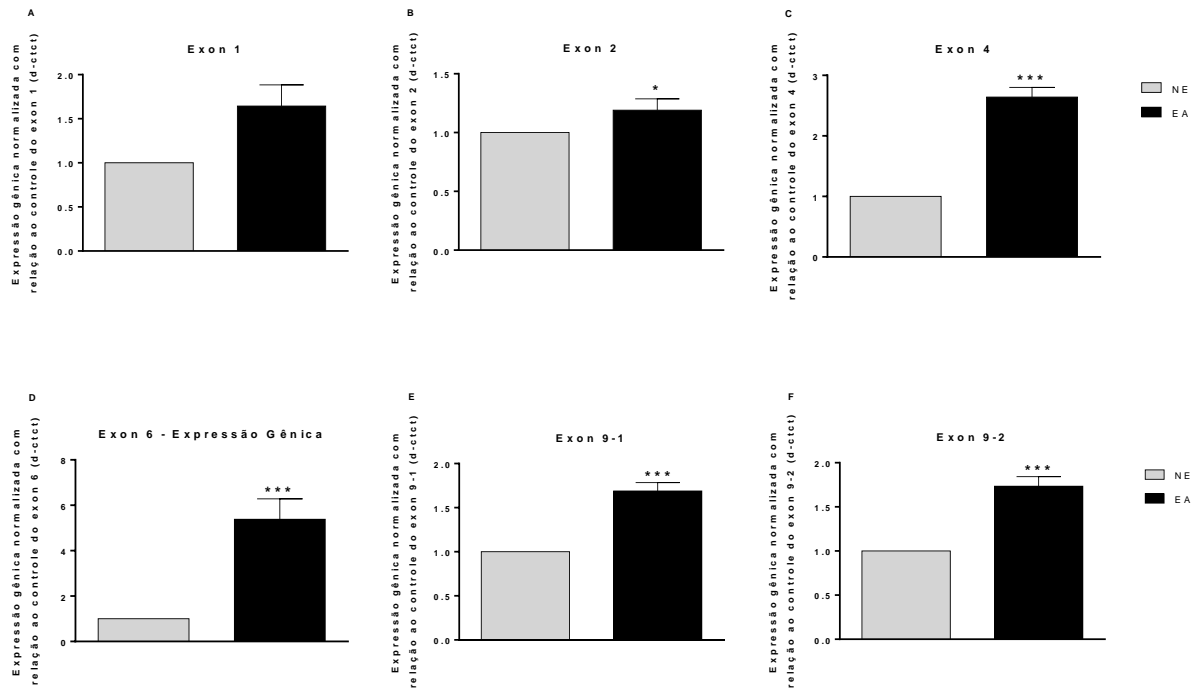 A
Exon 1
Expressão gênica normalizada com
relação ao controle do exon 1 (d-ctct)
2.0
1.5
1.0
0.5
0.0
B
Exon 2
Expressão gênica normalizada com
relação ao controle do exon 2 (d-ctct)
1.5
1.0
0.5
0.0
*
C
Exon 4
Expressão gênica normalizada com
relação ao controle do exon 4 (d-ctct)
3
2
1
0
***
NE
EA
D
Exon 6 - Expressão Gênica
Expressão gênica normalizada com
relação ao controle do exon 6 (d-ctct)
8
6
4
2
0
***
E
Exon 9-1
Expressão gênica normalizada com
relação ao controle do exon 9-1 (d-ctct)
2.0
1.5
1.0
0.5
0.0
***
F
Exon 9-2
Expressão gênica normalizada com
relação ao controle do exon 9-2 (d-ctct)
2.0
1.5
1.0
0.5
0.0
***
NE
EA